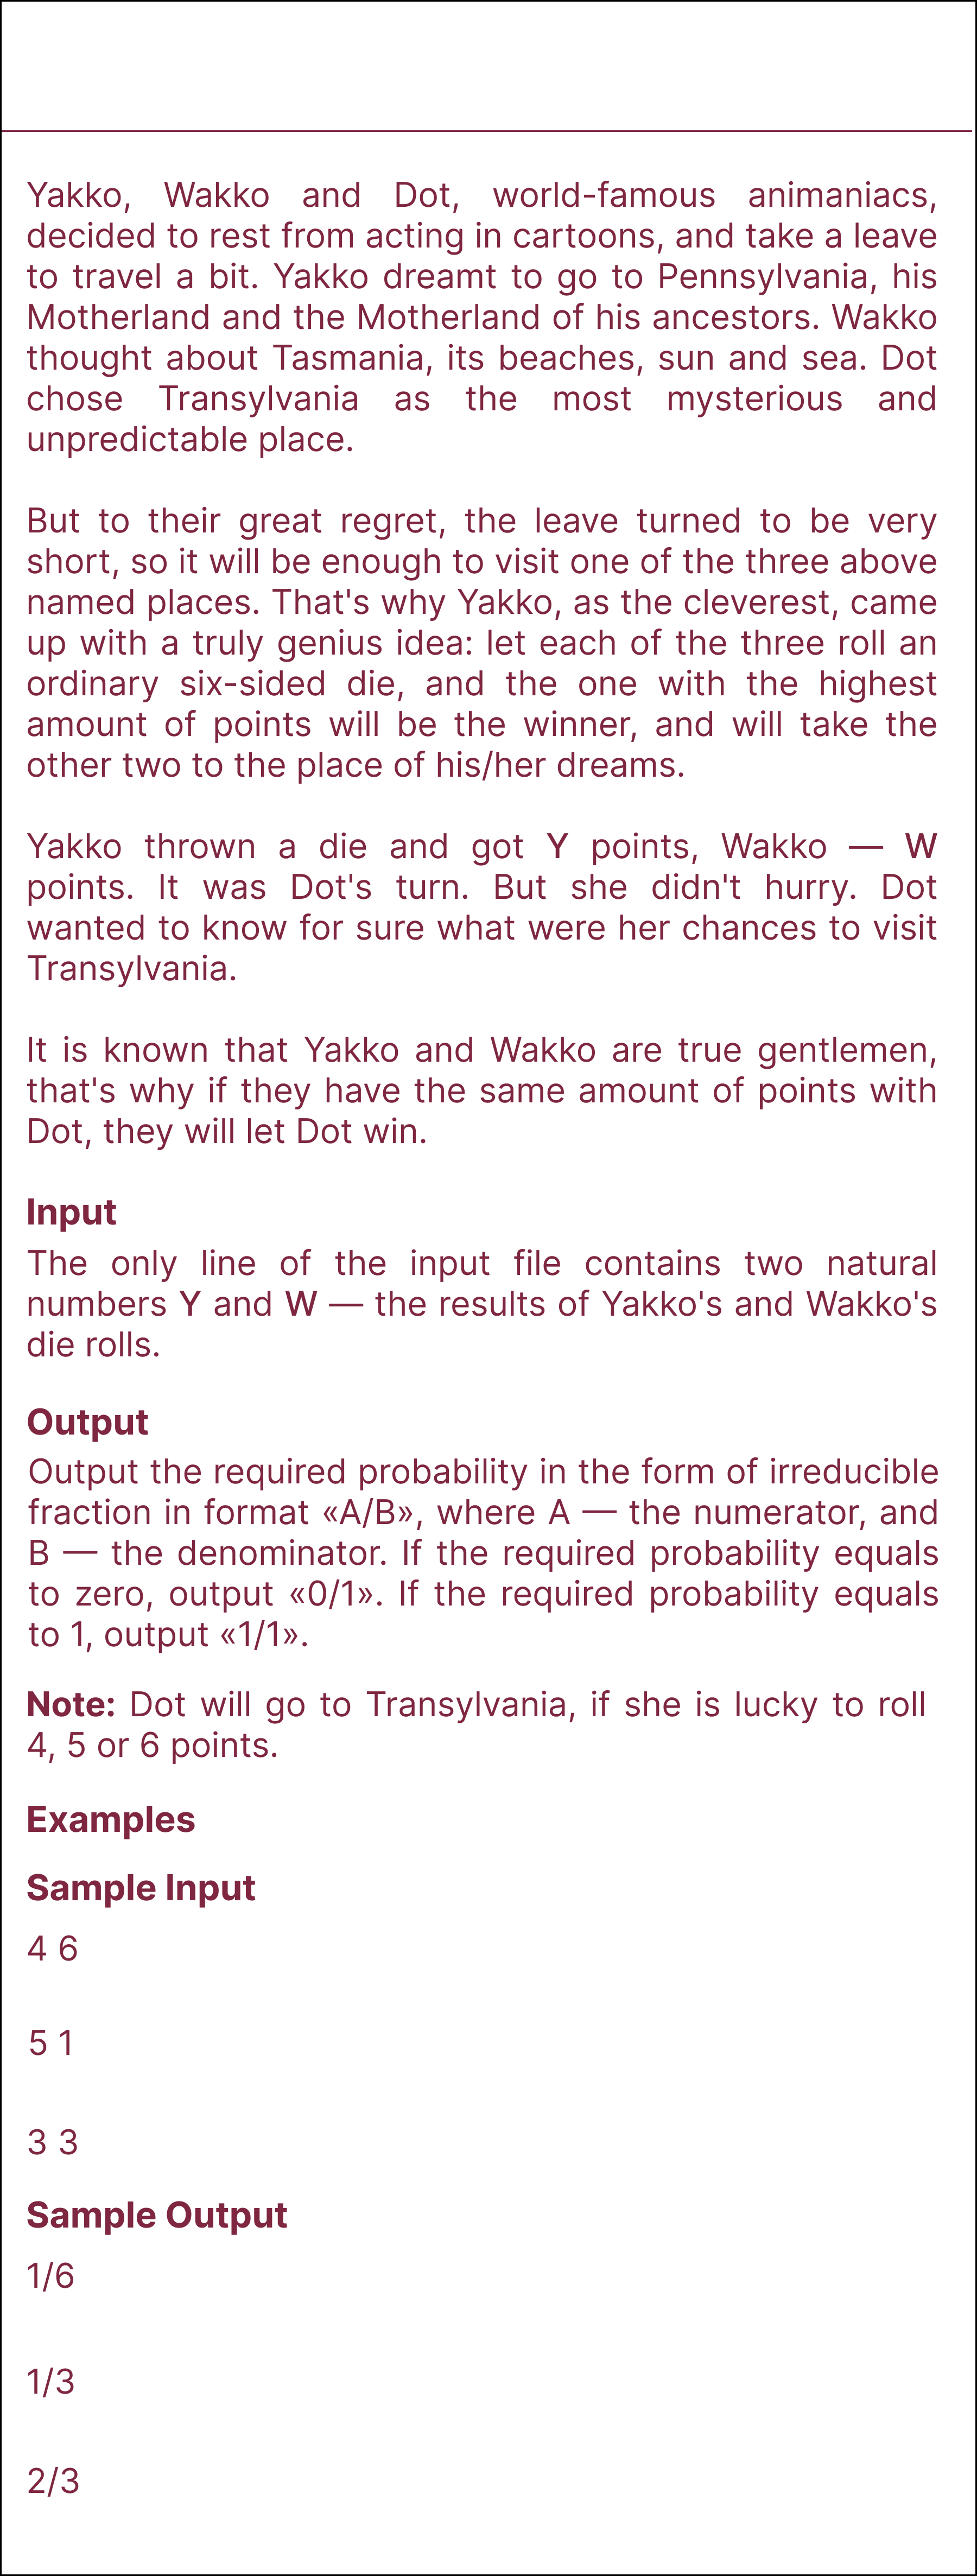 Yakko, Wakko and Dot, world-famous animaniacs,
decided to rest from acting in cartoons, and take a leave
to travel a bit. Yakko dreamt to go to Pennsylvania, his
Motherland and the Motherland of his ancestors. Wakko
thought about Tasmania, its beaches, sun and sea. Dot
chose Transylvania as the most mysterious and
unpredictable place.
But to their great regret, the leave turned to be very
short, so it will be enough to visit one of the three above
named places. That's why Yakko, as the cleverest, came
up with a truly genius idea: let each of the three roll an
ordinary six-sided die, and the one with the highest
amount of points will be the winner, and will take the
other two to the place of his/her dreams.
Yakko thrown a die and got Y points, Wakko — W
points. It was Dot's turn. But she didn't hurry. Dot
wanted to know for sure what were her chances to visit
Transylvania.
It is known that Yakko and Wakko are true gentlemen,
that's why if they have the same amount of points with
Dot, they will let Dot win.
Input
The only line of the input file contains two natural
numbers Y and W — the results of Yakko's and Wakko's
die rolls.
Output
Output the required probability in the form of irreducible
fraction in format «A/B», where A — the numerator, and
B — the denominator. If the required probability equals
to zero, output «0/1». If the required probability equals
to 1, output «1/1».
Note: Dot will go to Transylvania, if she is lucky to roll
4, 5 or 6 points.
Examples
Sample Input
4 6
5 1
3 3
Sample Output
1/6
1/3
2/3